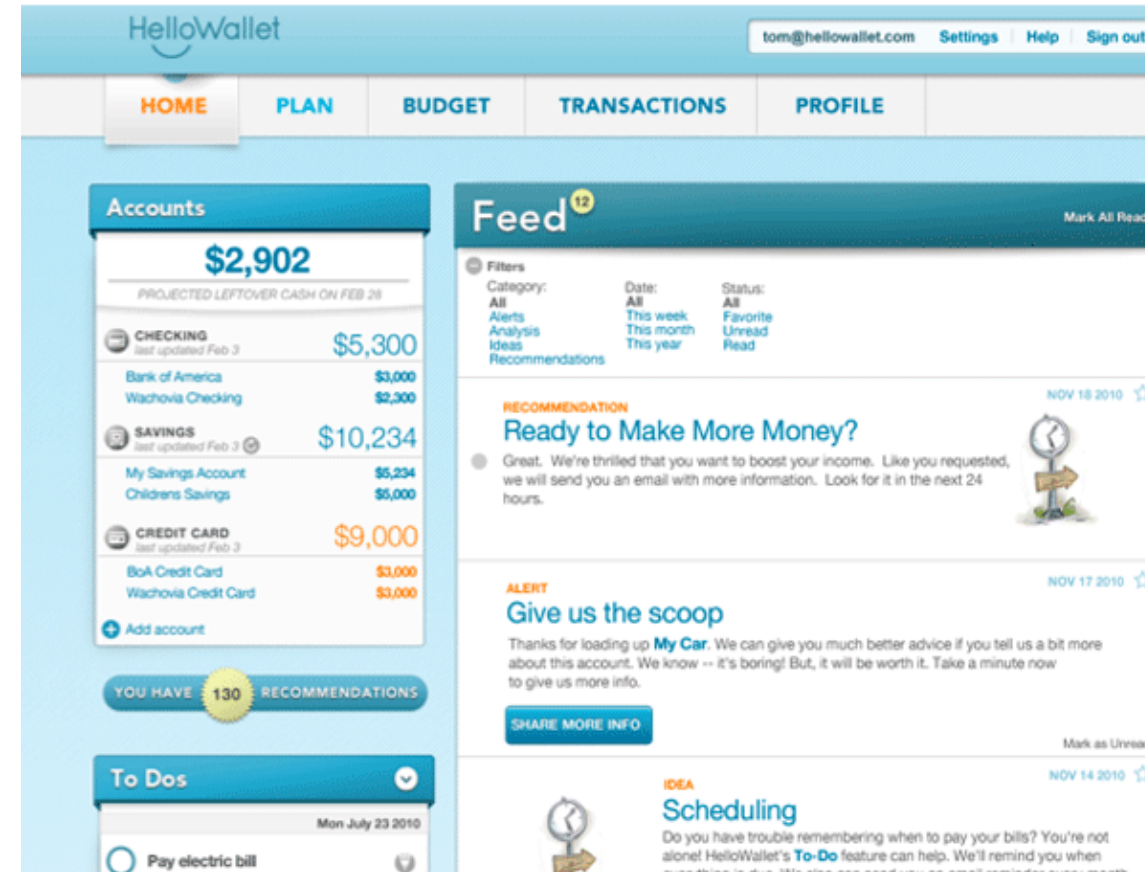 HelloWallet
tom@hellowallet.com Settings Help Sign out
HOME PLAN BUDGET TRANSACTIONS PROFILE
Accounts
$2,902
PROJECTED LEFTOVER CASH ON FEB 28
CHECKING
last updated Feb 3
$5,300
Bank of America $3,000
Wachovia Checking $2,300
SAVINGS
last updated Feb 3
$10,234
My Savings Account $5,234
Childrens Savings $5,000
CREDIT CARD
last updated Feb 3
$9,000
BoA Credit Card $3,000
Wachovia Credit Card $3,000
Add account
YOU HAVE 130 RECOMMENDATIONS
To Dos
Mon July 23 2010
Pay electric bill
Feed 12
Mark All Read
Filters
Category: Date: Status:
All All All
Alerts This week Favorite
Analysis This month Unread
Ideas This year Read
Recommendations
NOV 18 2010
RECOMMENDATION
Ready to Make More Money?
Great. We're thrilled that you want to boost your income. Like you requested,
we will send you an email with more information. Look for it in the next 24
hours.
NOV 17 2010
ALERT
Give us the scoop
Thanks for loading up My Car. We can give you much better advice if you tell us a bit more
about this account. We know -- it's boring! But, it will be worth it. Take a minute now
to give us more info.
SHARE MORE INFO
Mark as Unread
NOV 14 2010
IDEA
Scheduling
Do you have trouble remembering when to pay your bills? You're not
alone! HelloWallet's To-Do feature can help. We'll remind you when